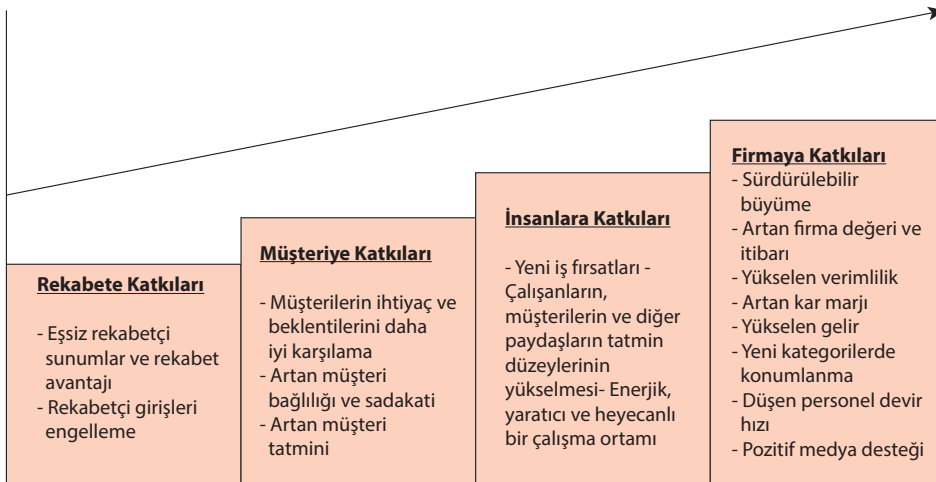 Rekabete Katkıları
- Eşsiz rekabetçi
sunumlar ve rekabet
avantajı
- Rekabetçi girişleri
engelleme
Müşteriye Katkıları
- Müşterilerin ihtiyaç ve
beklentilerini daha
iyi karşılama
- Artan müşteri
bağlılığı ve sadakati
- Artan müşteri
tatmini
İnsanlara Katkıları
- Yeni iş fırsatları -
Çalışanların,
müşterilerin ve diğer
paydaşların tatmin
düzeylerinin
yükselmesi- Enerjik,
yaratıcı ve heyecanlı
bir çalışma ortamı
Firmaya Katkıları
- Sürdürülebilir
büyüme
- Artan firma değeri ve
itibarı
- Yükselen verimlilik
- Artan kar marjı
- Yükselen gelir
- Yeni kategorilerde
konumlanma
- Düşen personel devir
hızı
- Pozitif medya desteği